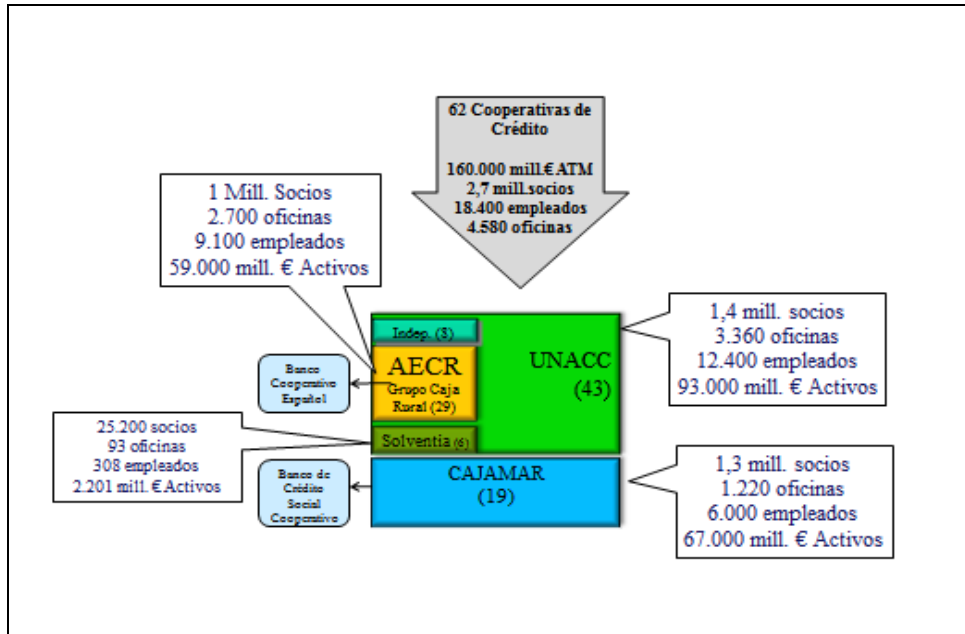 62 Cooperativas de
Crédito
160.000 mill.€ ATM
2,7 mill.socios
18.400 empleados
4.580 oficinas
1 Mill. Socios
2.700 oficinas
9.100 empleados
59.000 mill. € Activos
1,4 mill. socios
3.360 oficinas
12.400 empleados
93.000 mill. € Activos
Indep. (8)
AECR
Grupo Caja
Rural (29)
UNACC
(43)
Banco
Cooperativo
Español
Solventia (6)
25.200 socios
93 oficinas
308 empleados
2.201 mill. € Activos
CAJAMAR
(19)
Banco de
Crédito
Social
Cooperativo
1,3 mill. socios
1.220 oficinas
6.000 empleados
67.000 mill. € Activos